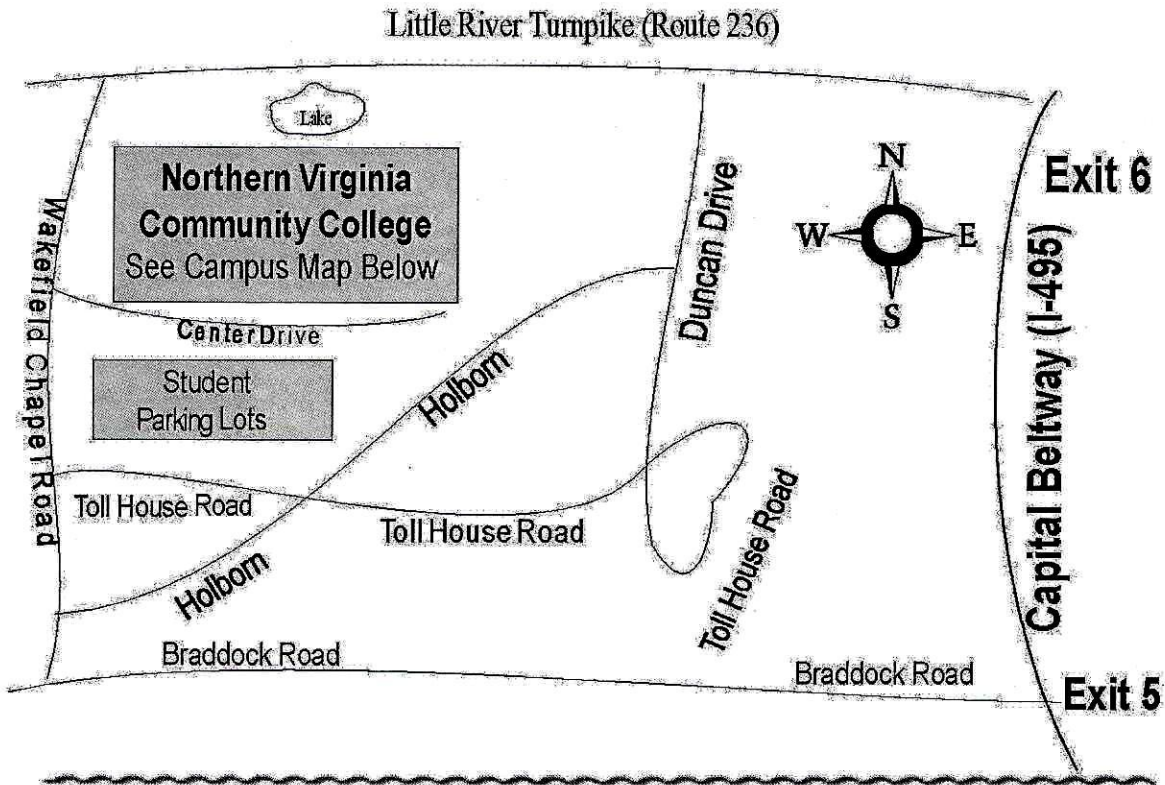 Little River Turnpike (Route 236)
Lake
Northern Virginia
Community College
See Campus Map Below
Wakefield Chapel Road
Center Drive
Student
Parking Lots
Holborn
Duncan Drive
N
W
E
S
Exit 6
Capital Beltway (I-495)
Toll House Road
Toll House Road
Toll House Road
Holborn
Braddock Road
Braddock Road
Exit 5